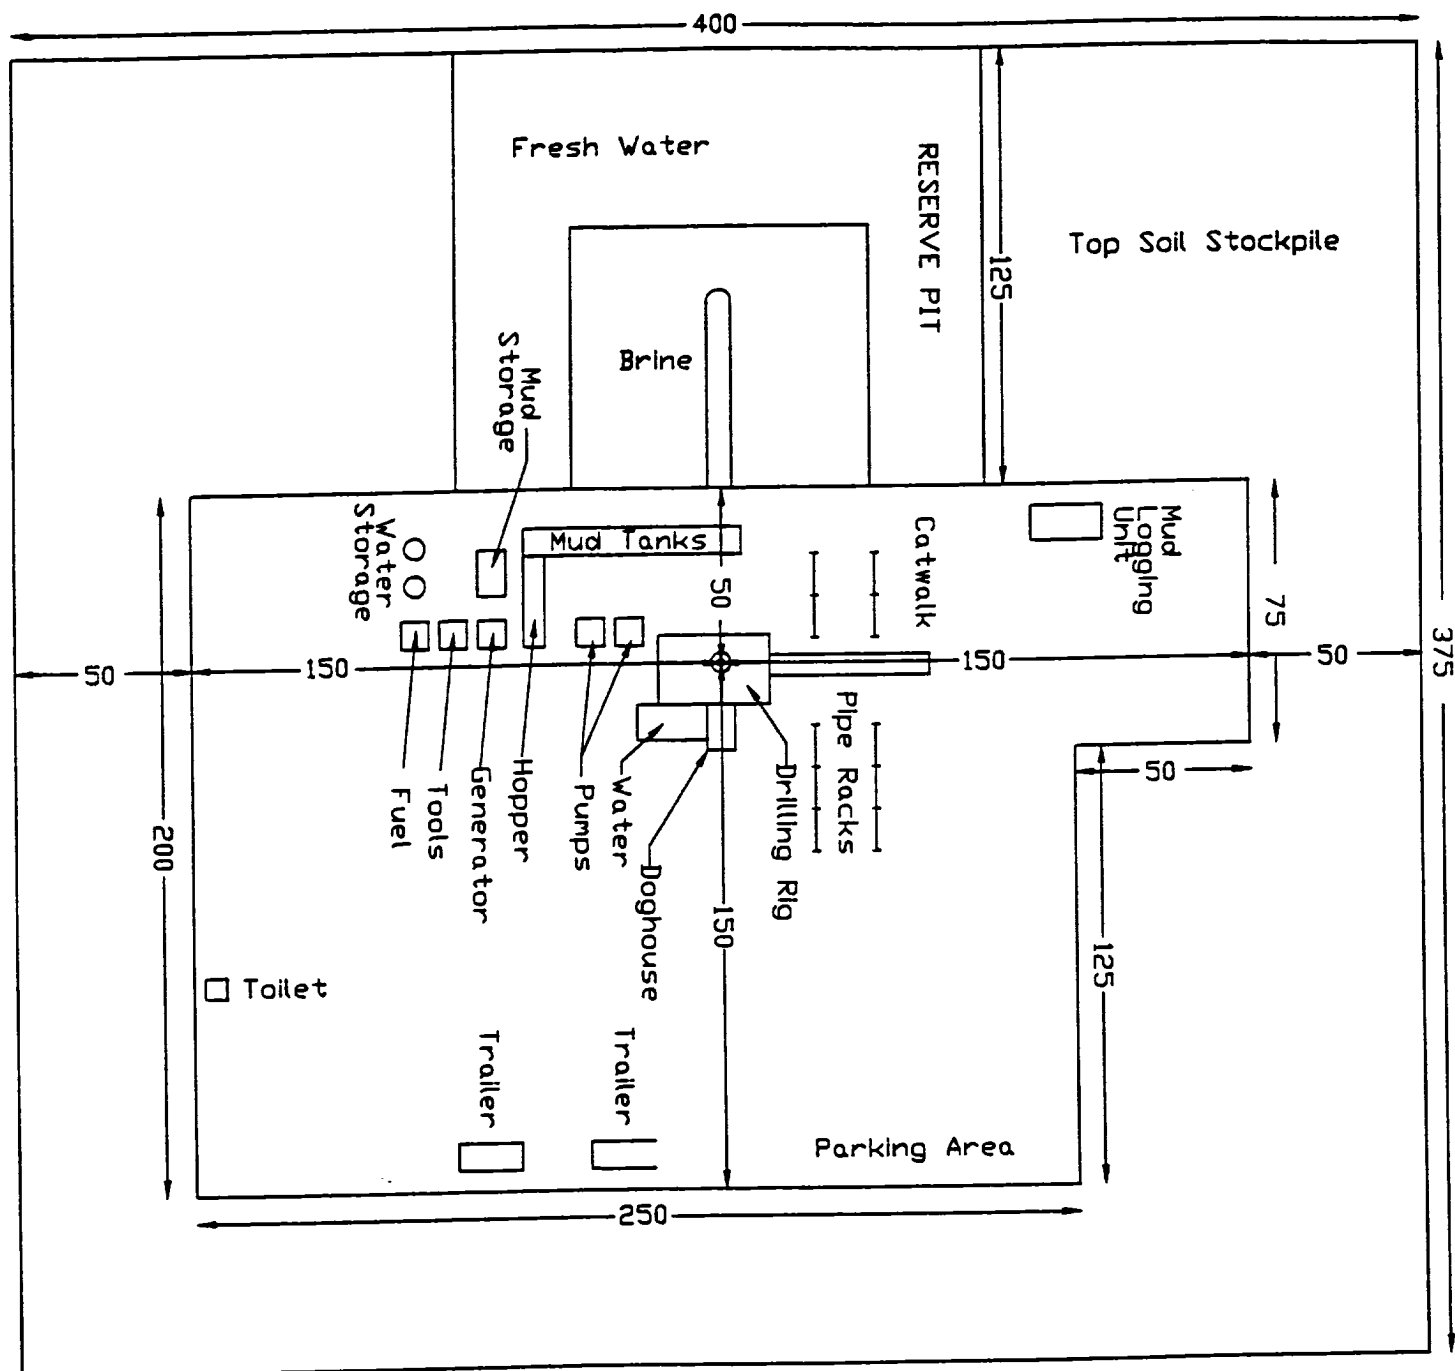 400
Fresh Water
RESERVE PIT
125
Top Soil Stockpile
Brine
Mud
Storage
Water
Storage
Mud Tanks
50
Catwalk
Mud
Logging
Unit
75
375
50
150
150
50
Pipe Racks
50
Fuel
Tools
Generator
Hopper
Pumps
Water
Doghouse
Drilling Rig
200
150
125
Toilet
Trailer
Trailer
Parking Area
250